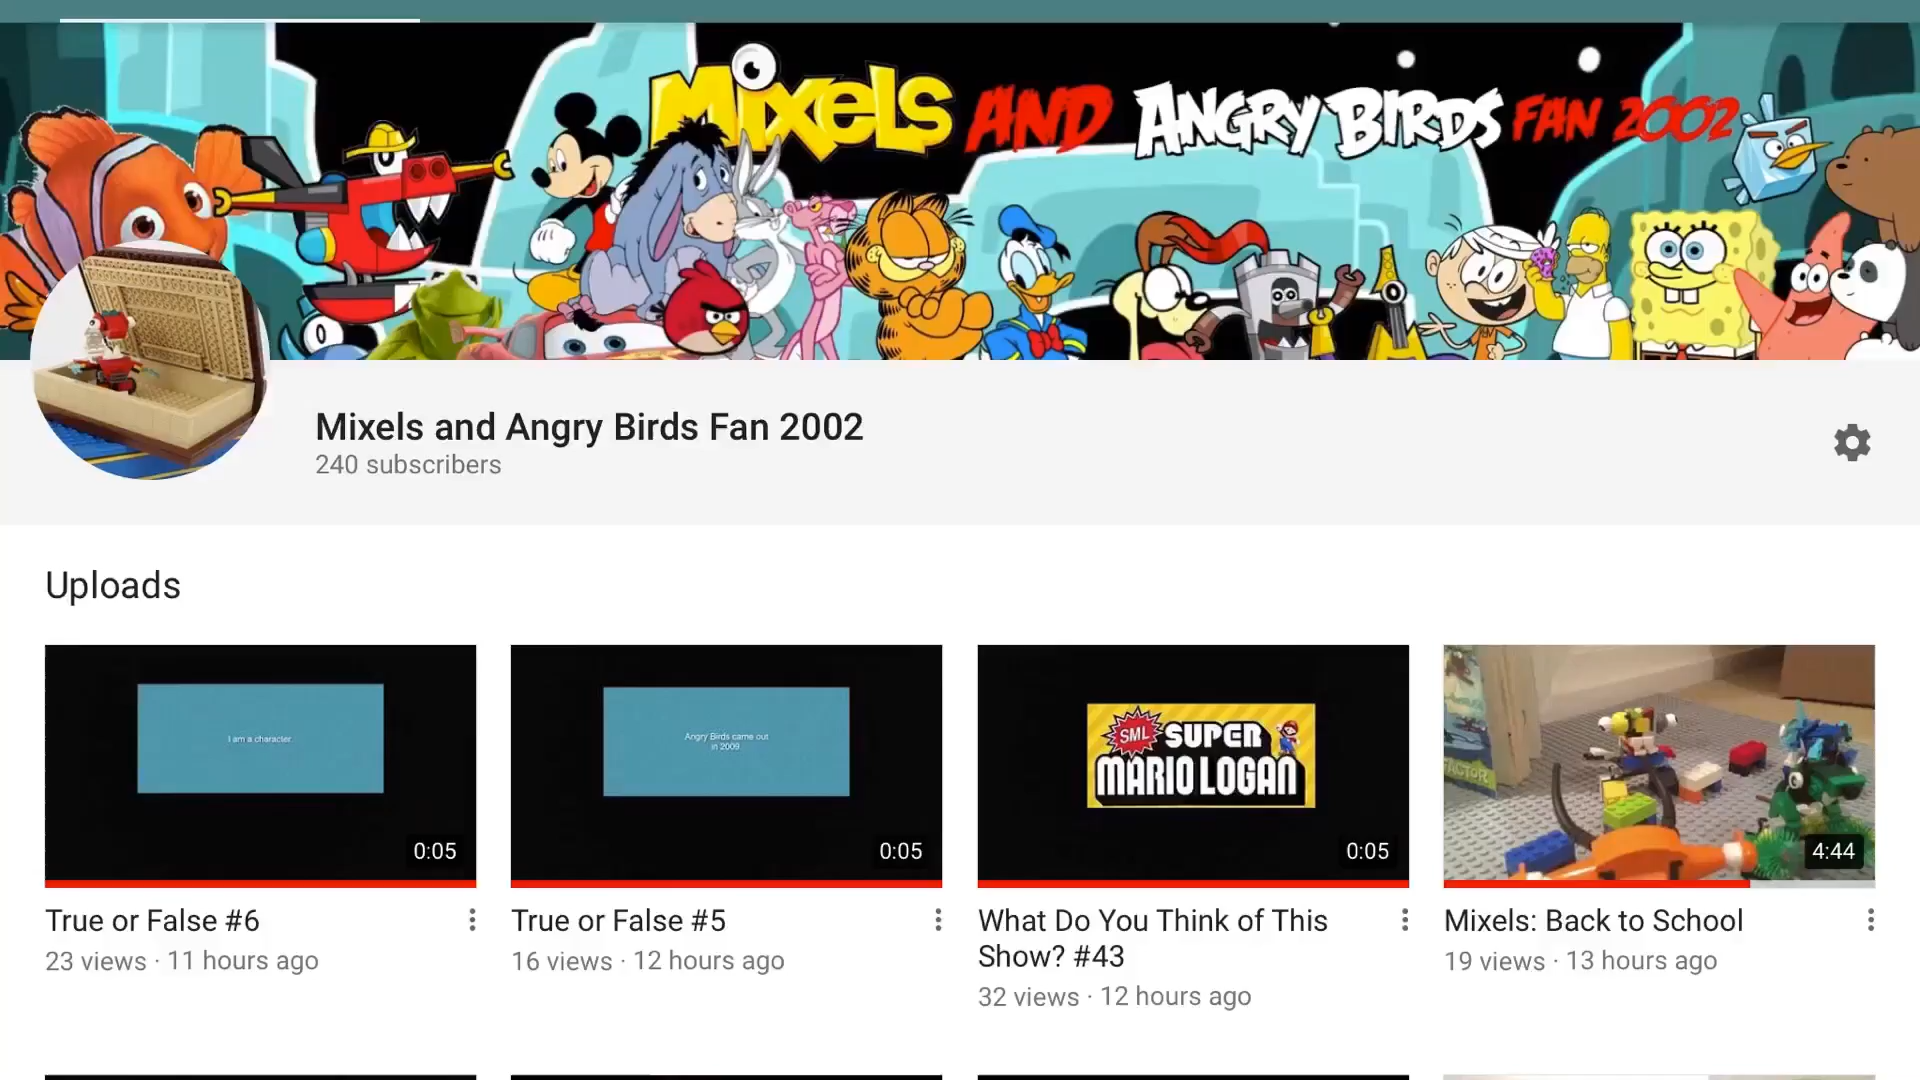 Mixels AND ANGRY BIRDS FAN 2002
Mixels and Angry Birds Fan 2002
240 subscribers
Uploads
I am a character.
0:05
Angry Birds came out
in 2009.
0:05
SML SUPER
MARIO LOGAN
0:05
FACTOR
4:44
True or False #6
23 views · 11 hours ago
True or False #5
16 views · 12 hours ago
What Do You Think of This
Show? #43
32 views · 12 hours ago
Mixels: Back to School
19 views · 13 hours ago